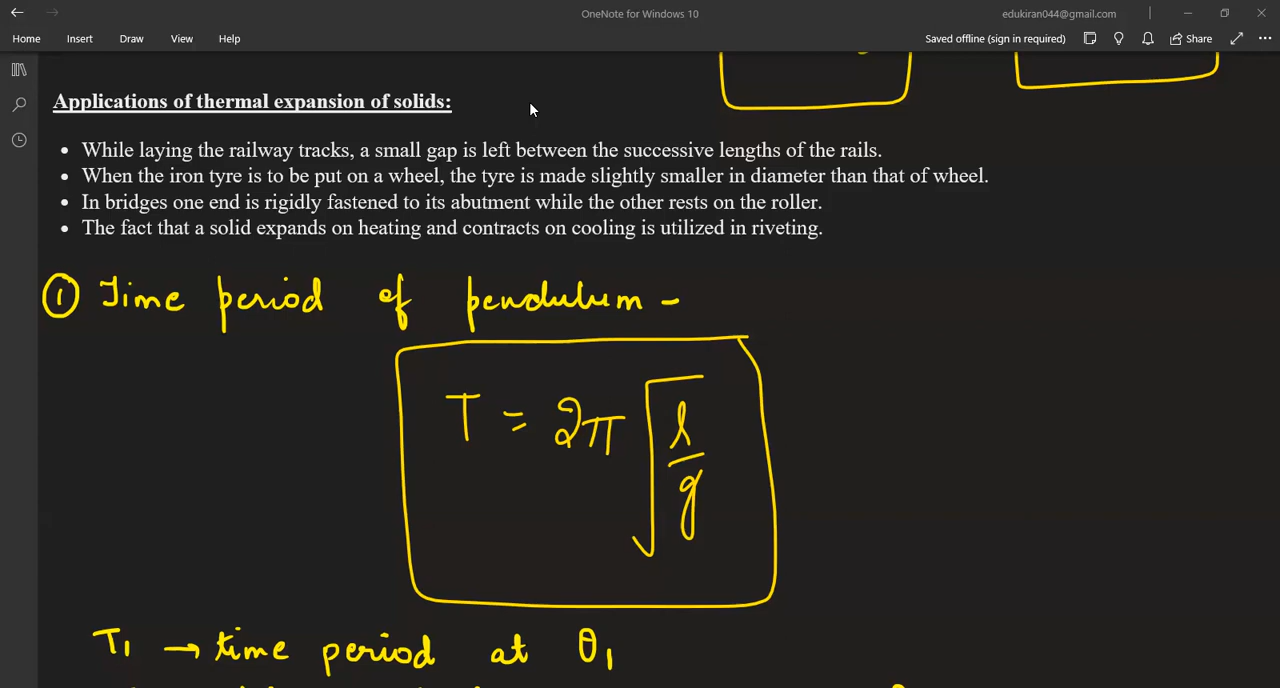 OneNote for Windows 10
edukiran044@gmail.com
Home Insert Draw View Help
Saved offline (sign in required) Share
Applications of thermal expansion of solids:
• While laying the railway tracks, a small gap is left between the successive lengths of the rails.
• When the iron tyre is to be put on a wheel, the tyre is made slightly smaller in diameter than that of wheel.
• In bridges one end is rigidly fastened to its abutment while the other rests on the roller.
• The fact that a solid expands on heating and contracts on cooling is utilized in riveting.
① Time period of pendulum -
T = 2π √(l/g)
T₁ → time period at θ₁